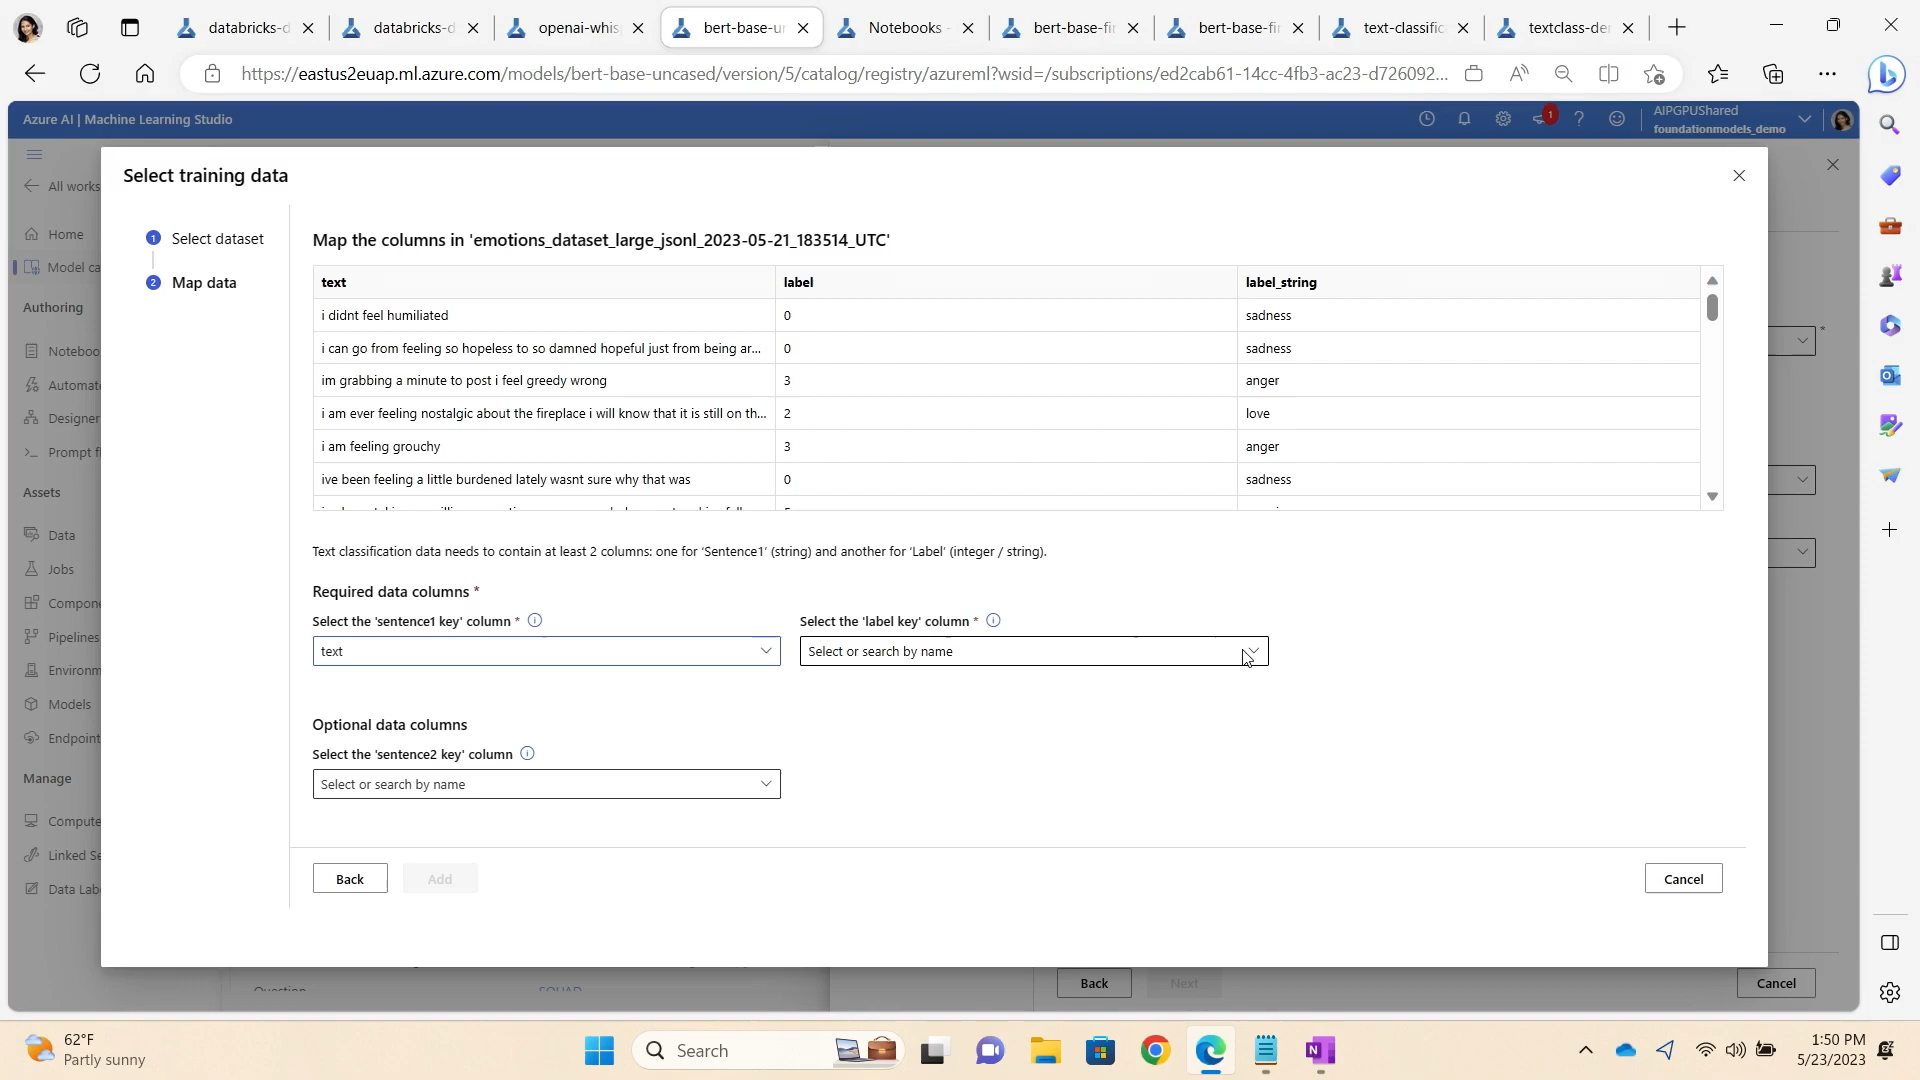 databricks-d
databricks-d
openai-whis
bert-base-un
Notebooks -
bert-base-fin
bert-base-fin
text-classific
textclass-der
https://eastus2euap.ml.azure.com/models/bert-base-uncased/version/5/catalog/registry/azureml?wsid=/subscriptions/ed2cab61-14cc-4fb3-ac23-d726092...
Azure AI | Machine Learning Studio
1
AIPGPUShared
foundationmodels_demo
All works
Home
Model ca
Authoring
Noteboo
Automat
Designer
Prompt fl
Assets
Data
Jobs
Compone
Pipelines
Environm
Models
Endpoint
Manage
Compute
Linked Se
Data Lab
Select training data
1 Select dataset
2 Map data
Map the columns in 'emotions_dataset_large_jsonl_2023-05-21_183514_UTC'
text label label_string
i didnt feel humiliated 0 sadness
i can go from feeling so hopeless to so damned hopeful just from being ar... 0 sadness
im grabbing a minute to post i feel greedy wrong 3 anger
i am ever feeling nostalgic about the fireplace i will know that it is still on th... 2 love
i am feeling grouchy 3 anger
ive been feeling a little burdened lately wasnt sure why that was 0 sadness
Text classification data needs to contain at least 2 columns: one for 'Sentence1' (string) and another for 'Label' (integer / string).
Required data columns *
Select the 'sentence1 key' column * Select the 'label key' column *
text Select or search by name
Optional data columns
Select the 'sentence2 key' column
Select or search by name
Back Add Cancel
Question SQUAD
Back Next Cancel
62°F
Partly sunny
Search
1:50 PM
5/23/2023